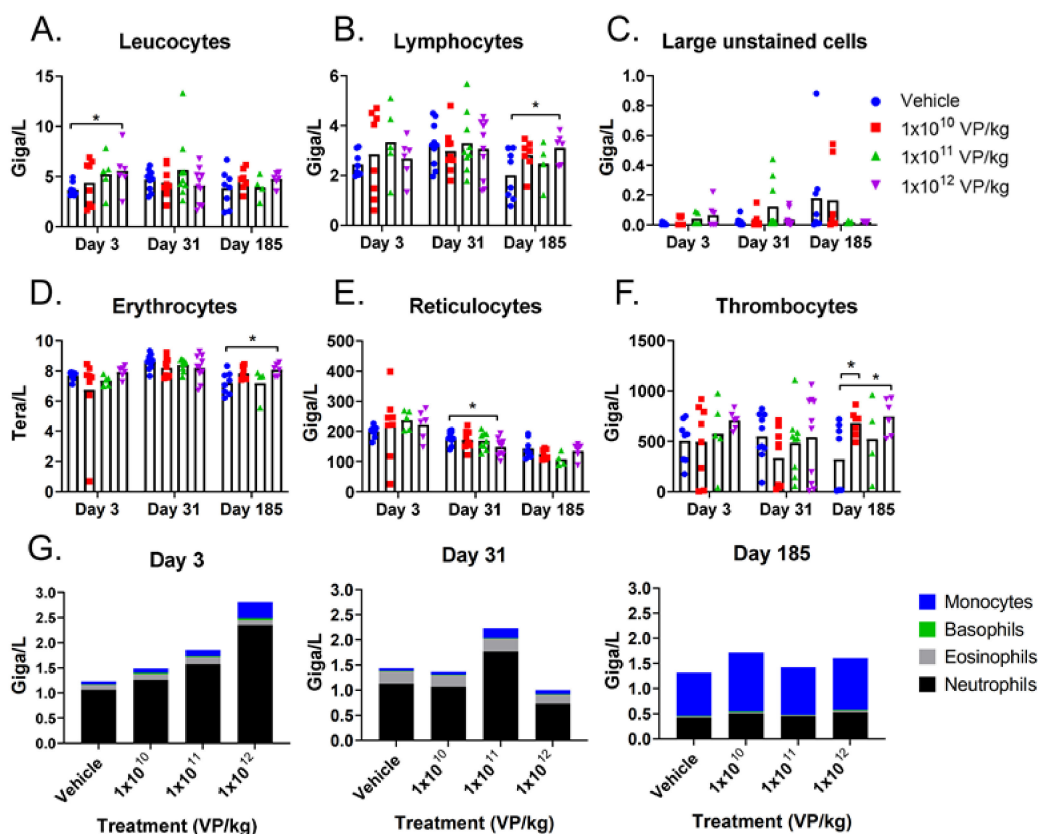 A.
Leucocytes
Giga/L
15
10
5
0
*
Day 3
Day 31
Day 185
B.
Lymphocytes
Giga/L
6
4
2
0
*
Day 3
Day 31
Day 185
C.
Large unstained cells
Giga/L
1.0
0.8
0.6
0.4
0.2
0.0
Day 3
Day 31
Day 185
Vehicle
1x10¹⁰ VP/kg
1x10¹¹ VP/kg
1x10¹² VP/kg
D.
Erythrocytes
Tera/L
10
8
6
4
2
0
*
Day 3
Day 31
Day 185
E.
Reticulocytes
Giga/L
500
400
300
200
100
0
*
Day 3
Day 31
Day 185
F.
Thrombocytes
Giga/L
1500
1000
500
0
*
*
Day 3
Day 31
Day 185
G.
Day 3
Giga/L
3.0
2.5
2.0
1.5
1.0
0.5
0.0
Vehicle
1x10¹⁰
1x10¹¹
1x10¹²
Treatment (VP/kg)
Day 31
Giga/L
3.0
2.5
2.0
1.5
1.0
0.5
0.0
Vehicle
1x10¹⁰
1x10¹¹
1x10¹²
Treatment (VP/kg)
Day 185
Giga/L
3.0
2.5
2.0
1.5
1.0
0.5
0.0
Vehicle
1x10¹⁰
1x10¹¹
1x10¹²
Treatment (VP/kg)
Monocytes
Basophils
Eosinophils
Neutrophils